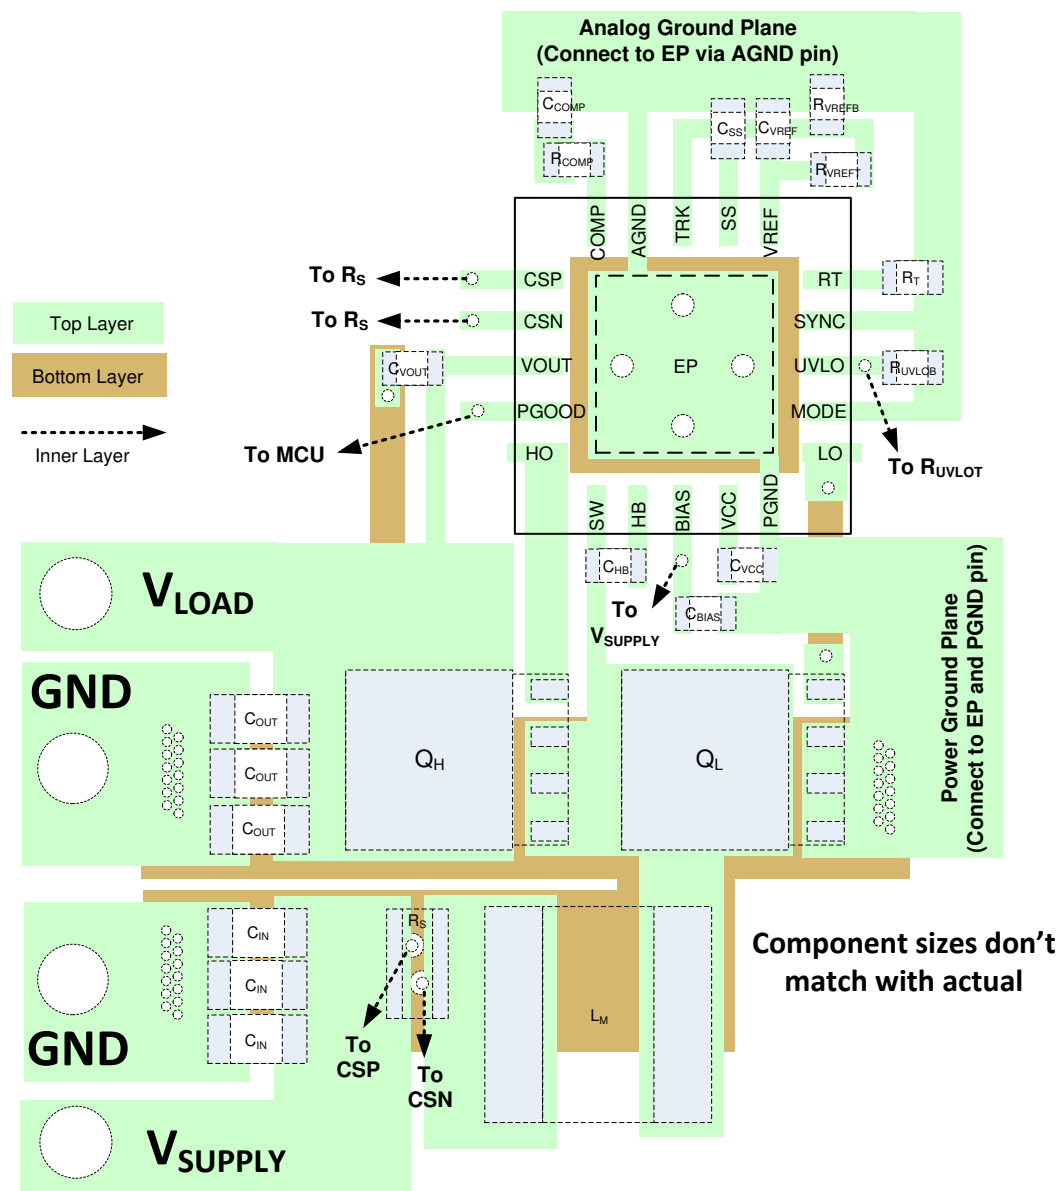 Analog Ground Plane
(Connect to EP via AGND pin)
CCOMP
RCOMP
CSS
CVREF
RVREFB
RVREFT
COMP
AGND
TRK
SS
VREF
To RS
CSP
RT
RT
To RS
CSN
SYNC
Top Layer
CVOUT
VOUT
EP
UVLO
RUVLOB
Bottom Layer
PGOOD
MODE
Inner Layer
To MCU
HO
LO
To RUVLOT
SW
HB
BIAS
VCC
PGND
CHB
CVCC
To
VSUPPLY
CBIAS
VLOAD
Power Ground Plane
(Connect to EP and PGND pin)
GND
COUT
COUT
COUT
QH
QL
CIN
CIN
CIN
RS
LM
Component sizes don’t
match with actual
GND
To
CSP
To
CSN
VSUPPLY